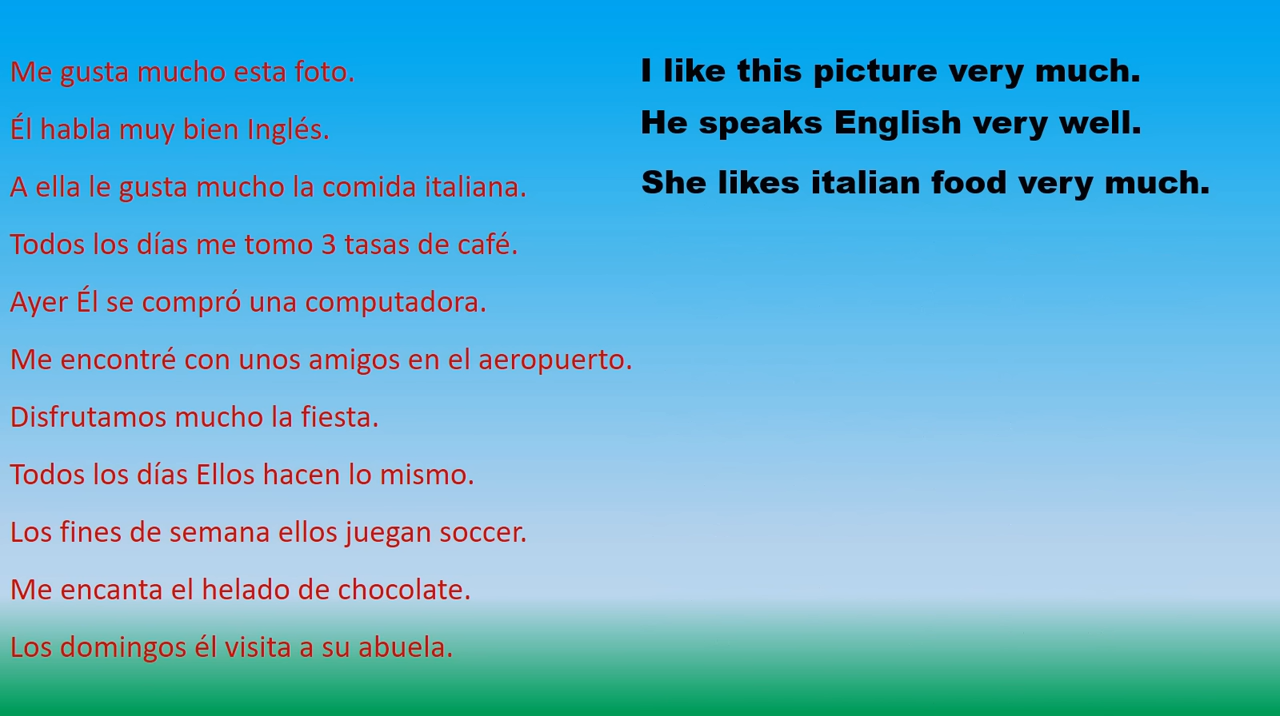 Me gusta mucho esta foto.
I like this picture very much.
Él habla muy bien Inglés.
He speaks English very well.
A ella le gusta mucho la comida italiana.
She likes italian food very much.
Todos los días me tomo 3 tasas de café.
Ayer Él se compró una computadora.
Me encontré con unos amigos en el aeropuerto.
Disfrutamos mucho la fiesta.
Todos los días Ellos hacen lo mismo.
Los fines de semana ellos juegan soccer.
Me encanta el helado de chocolate.
Los domingos él visita a su abuela.